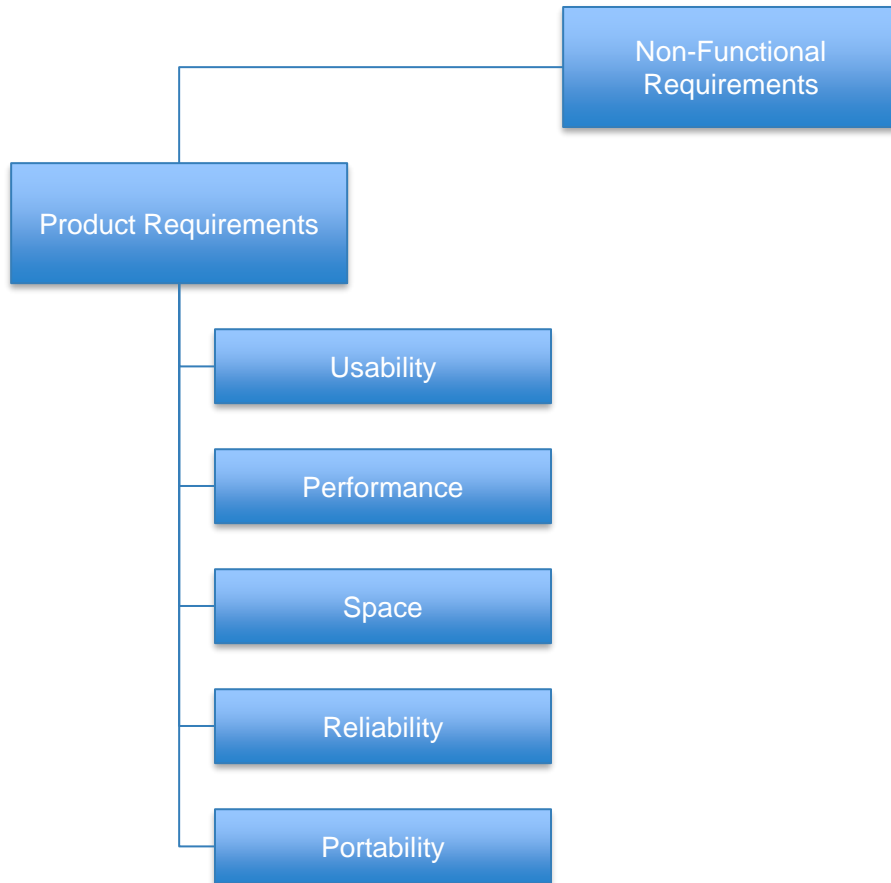 Non-Functional
Requirements
Product Requirements
Usability
Performance
Space
Reliability
Portability